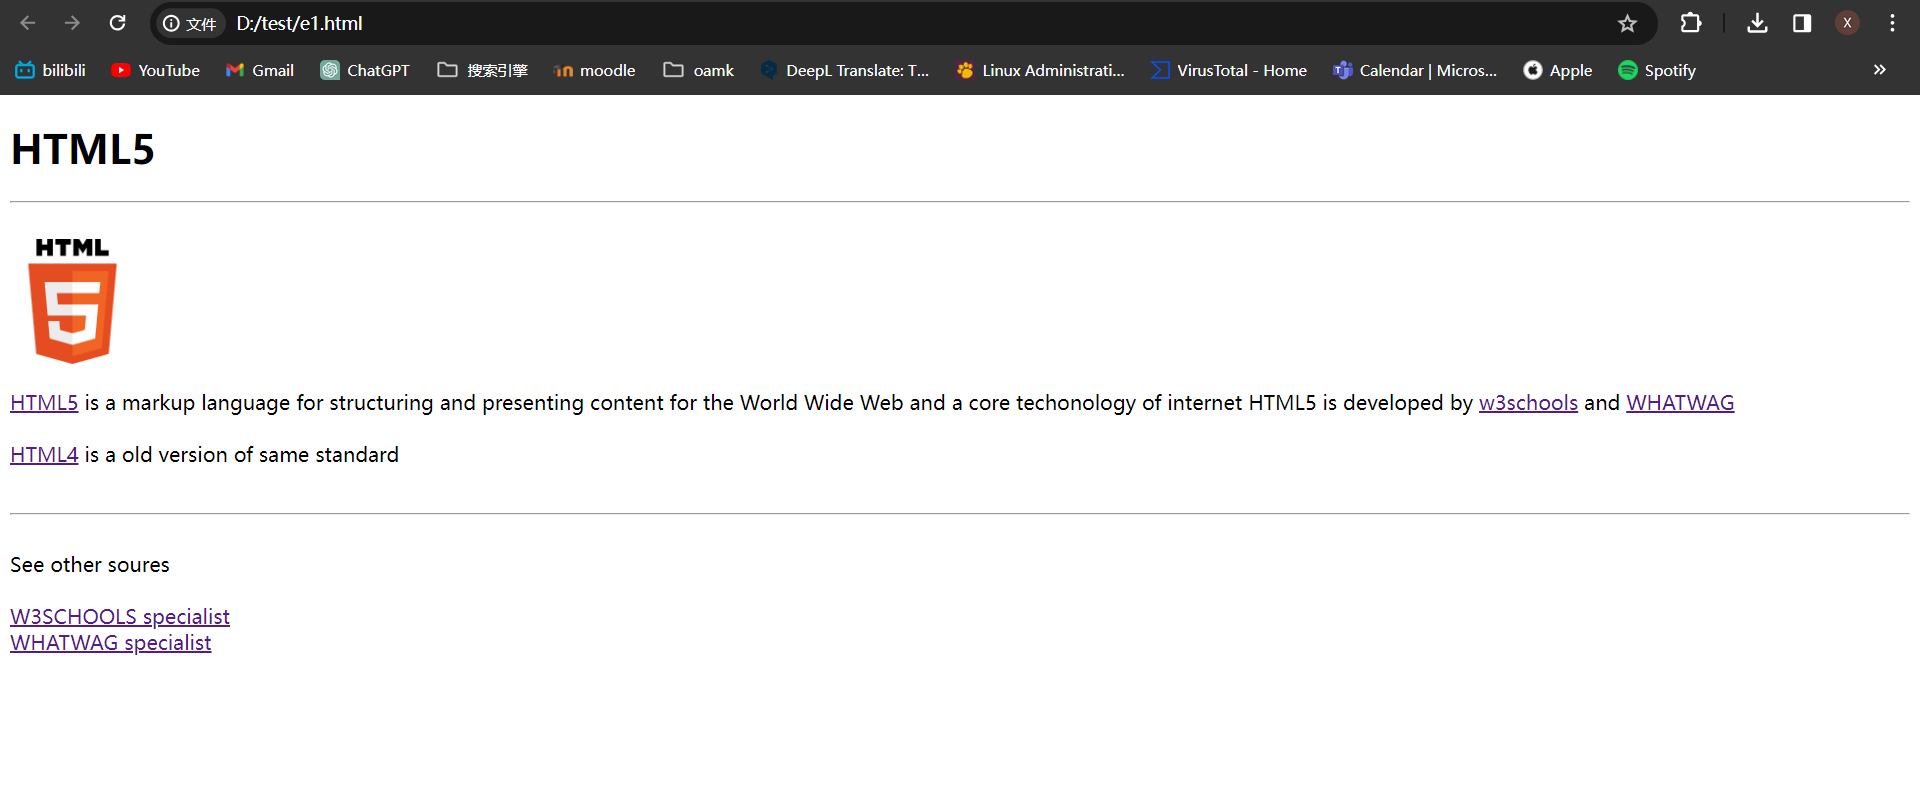 文件 D:/test/e1.html X
bilibili YouTube Gmail ChatGPT 搜索引擎 moodle oamk DeepL Translate: T... Linux Administrati... VirusTotal - Home Calendar | Micros... Apple Spotify
HTML5
HTML
5
HTML5 is a markup language for structuring and presenting content for the World Wide Web and a core techonology of internet HTML5 is developed by w3schools and WHATWAG
HTML4 is a old version of same standard
See other soures
W3SCHOOLS specialist
WHATWAG specialist